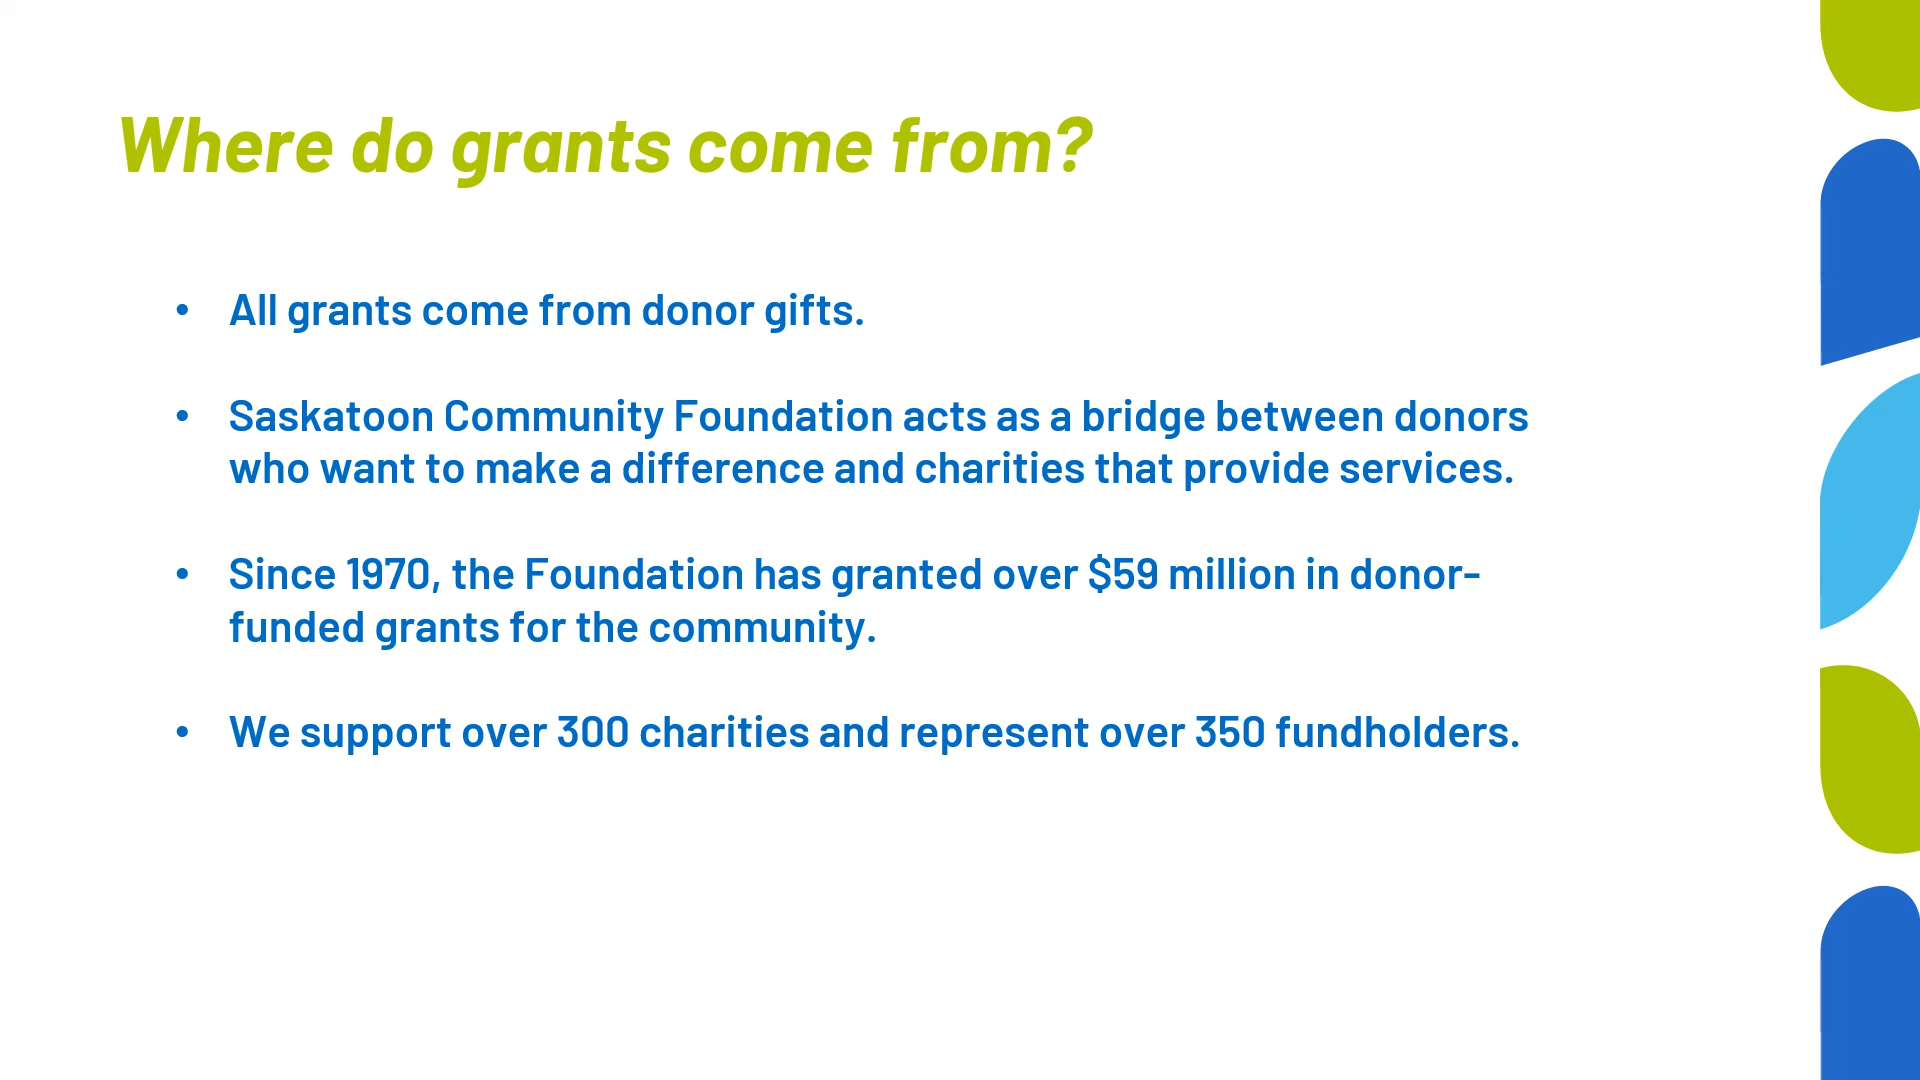 Where do grants come from?
• All grants come from donor gifts.
• Saskatoon Community Foundation acts as a bridge between donors
who want to make a difference and charities that provide services.
• Since 1970, the Foundation has granted over $59 million in donor-
funded grants for the community.
• We support over 300 charities and represent over 350 fundholders.